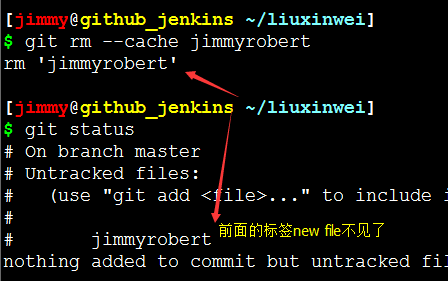 [jimmy@github_jenkins ~/liuxinwei]
$ git rm --cache jimmyrobert
rm 'jimmyrobert'
[jimmy@github_jenkins ~/liuxinwei]
$ git status
# On branch master
# Untracked files:
#   (use "git add <file>..." to include i
#
#       jimmyrobert 前面的标签new file不见了
nothing added to commit but untracked fil